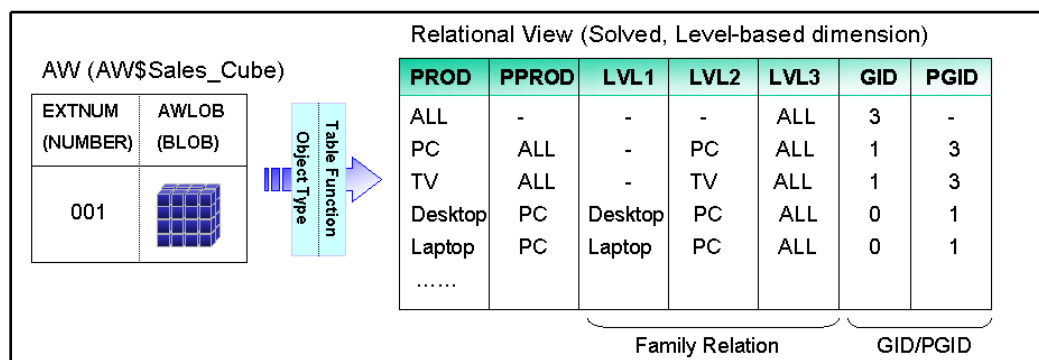 Relational View (Solved, Level-based dimension)
AW (AW$Sales_Cube)
EXTNUM (NUMBER) AWLOB (BLOB)
001
Object Type
Table Function
PROD PPROD LVL1 LVL2 LVL3 GID PGID
ALL - - - ALL 3 -
PC ALL - PC ALL 1 3
TV ALL - TV ALL 1 3
Desktop PC Desktop PC ALL 0 1
Laptop PC Laptop PC ALL 0 1
......
Family Relation GID/PGID